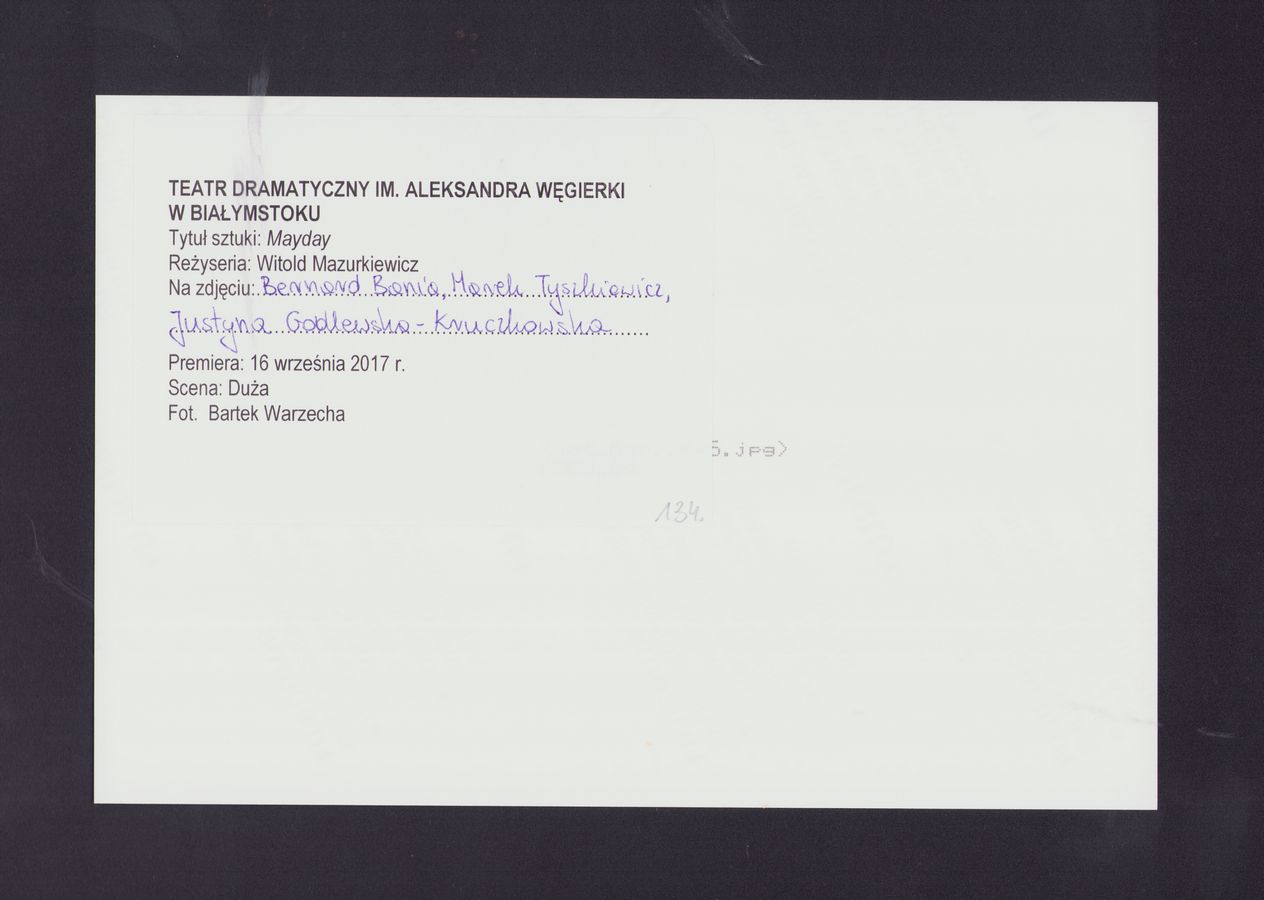 TEATR DRAMATYCZNY IM. ALEKSANDRA WĘGIERKI
W BIAŁYMSTOKU
Tytuł sztuki: Mayday
Reżyseria: Witold Mazurkiewicz
Na zdjęciu: Bernard Bania, Marek Tyszkiewicz,
Justyna Godlewska-Kruczkowska
Premiera: 16 września 2017 r.
Scena: Duża
Fot. Bartek Warzecha
5.jpg>
134.